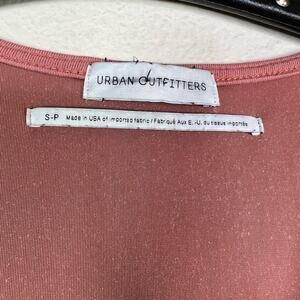 URBAN OUTFITTERS
S-P Made in USA of imported fabric / Fabriqué Aux E.-U. du tissus importés